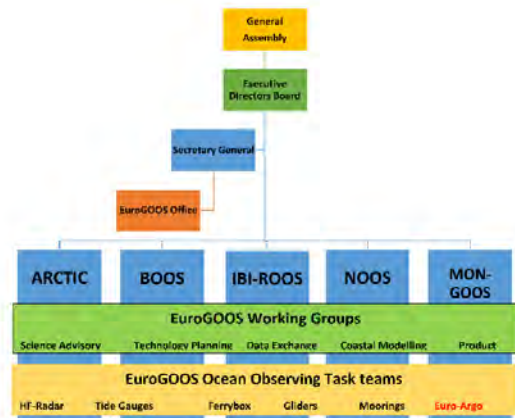 General
Assembly
Executive
Directors Board
Secretary General
EuroGOOS Office
ARCTIC BOOS IBI-ROOS NOOS MON-
GOOS
EuroGOOS Working Groups
Science Advisory Technology Planning Data Exchange Coastal Modelling Product
EuroGOOS Ocean Observing Task teams
HF-Radar Tide Gauges Ferrybox Gliders Moorings Euro-Argo